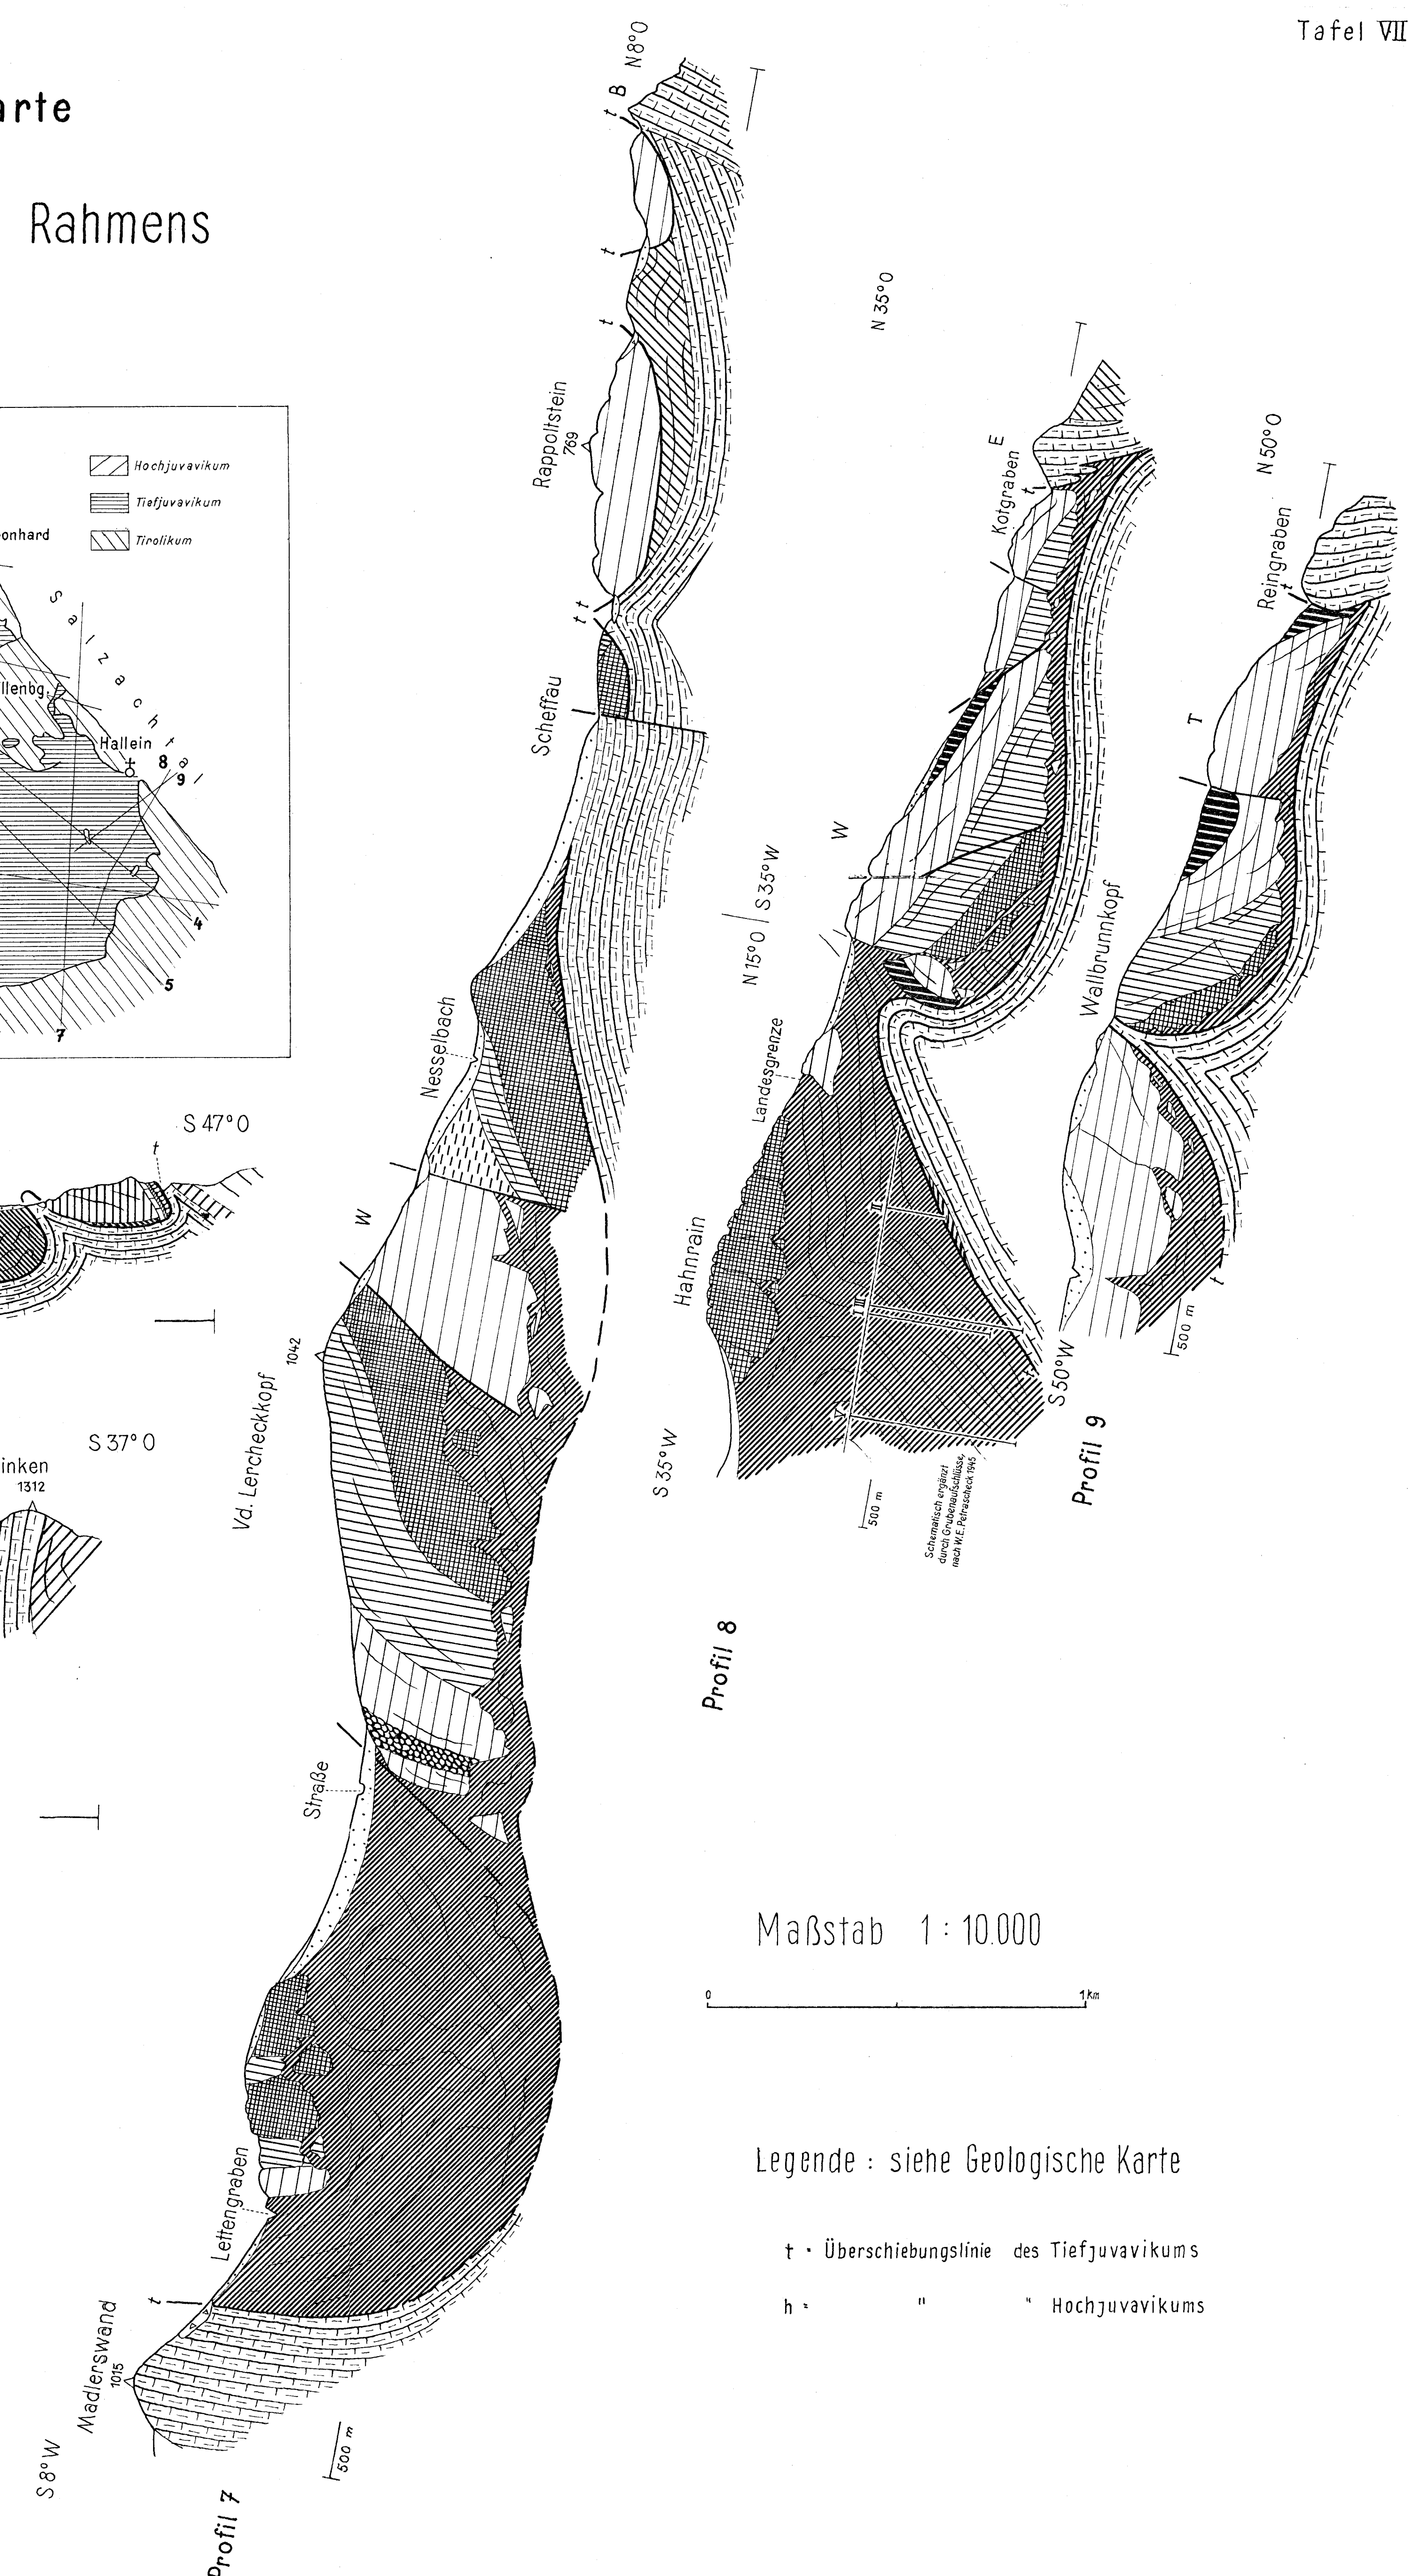 Tafel VII
arte
Rahmens
Hochjuvavikum
Tiefjuvavikum
Tirolikum
onhard
Salzachtal
llenbg.
Hallein
8
9
4
5
7
S 47° O
t
S 37° O
inken
1312
N 8° O
B
t
t
t
Rappoltstein
769
t t
Scheffau
Nesselbach
W
1042
Vd. Lercheckkopf
Straße
Lettengraben
t
Madlerswand
1015
S 8° W
500 m
Profil 7
N 35° O
E
Kotgraben
t
W
N 15° O | S 35° W
Landesgrenze
Hahnrain
S 35° W
II
III
500 m
Schematisch ergänzt
durch Grubenaufschlüsse,
nach W.E. Petrascheck 1945
Profil 8
N 50° O
Reingraben
t
T
Wallbrunnkopf
t
500 m
S 50° W
Profil 9
Maßstab 1 : 10.000
0 1 km
Legende : siehe Geologische Karte
t = Überschiebungslinie des Tiefjuvavikums
h = " " Hochjuvavikums